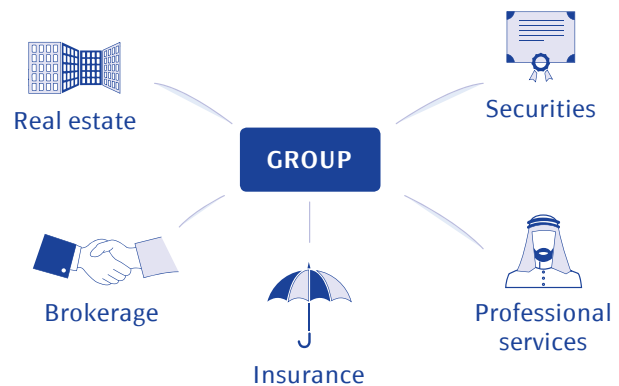 Securities
Real estate
GROUP
Brokerage
Professional
services
Insurance